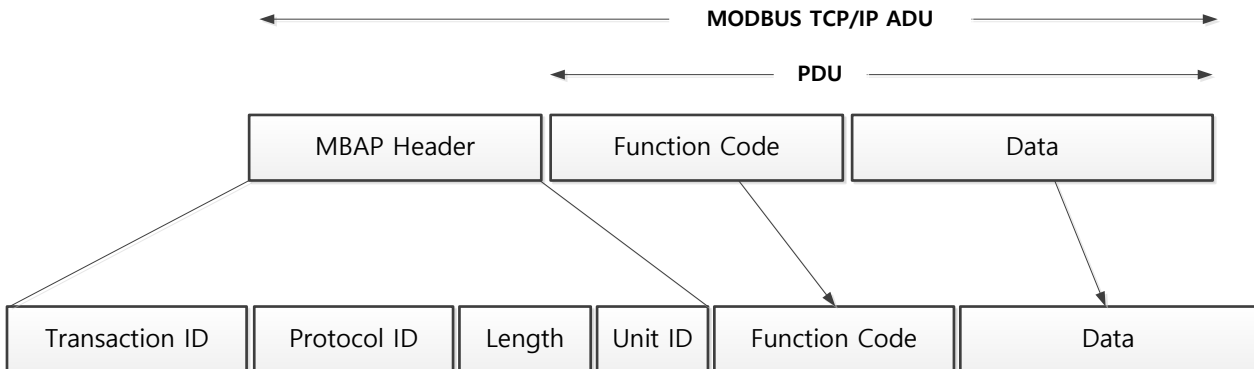 MODBUS TCP/IP ADU
PDU
MBAP Header Function Code Data
Transaction ID Protocol ID Length Unit ID Function Code Data